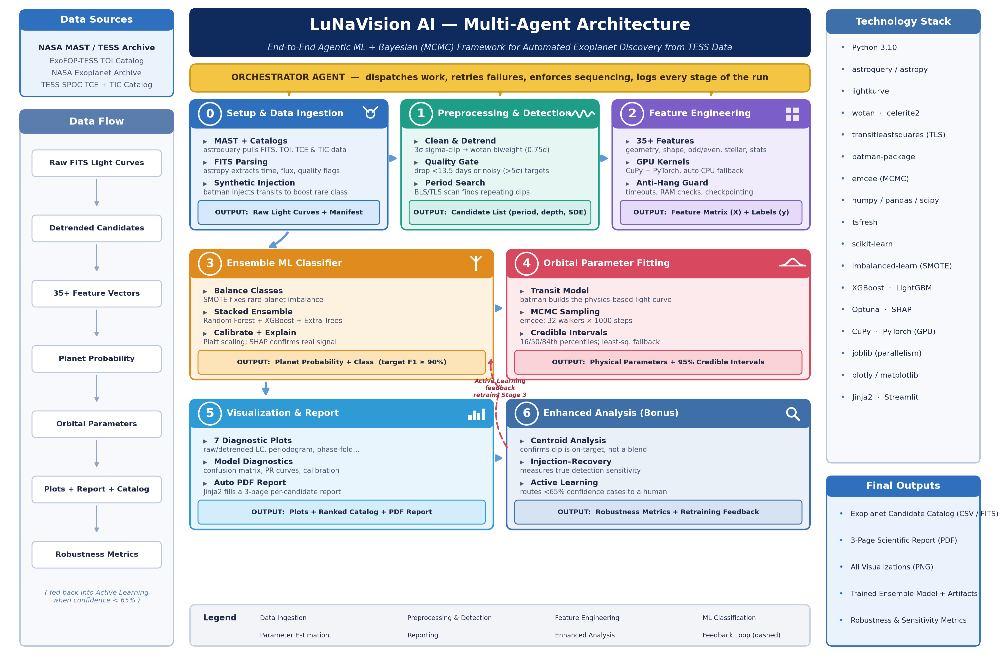 Data Sources
NASA MAST / TESS Archive
ExoFOP-TESS TOI Catalog
NASA Exoplanet Archive
TESS SPOC TCE + TIC Catalog
Data Flow
Raw FITS Light Curves
Detrended Candidates
35+ Feature Vectors
Planet Probability
Orbital Parameters
Plots + Report + Catalog
Robustness Metrics
( fed back into Active Learning
when confidence < 65% )
LuNaVision AI — Multi-Agent Architecture
End-to-End Agentic ML + Bayesian (MCMC) Framework for Automated Exoplanet Discovery from TESS Data
ORCHESTRATOR AGENT — dispatches work, retries failures, enforces sequencing, logs every stage of the run
0 Setup & Data Ingestion
▸ MAST + Catalogs
astroquery pulls FITS, TOI, TCE & TIC data
▸ FITS Parsing
astropy extracts time, flux, quality flags
▸ Synthetic Injection
batman injects transits to boost rare class
OUTPUT: Raw Light Curves + Manifest
1 Preprocessing & Detection
▸ Clean & Detrend
3σ sigma-clip → wotan biweight (0.75d)
▸ Quality Gate
drop <13.5 days or noisy (>5σ) targets
▸ Period Search
BLS/TLS scan finds repeating dips
OUTPUT: Candidate List (period, depth, SDE)
2 Feature Engineering
▸ 35+ Features
geometry, shape, odd/even, stellar, stats
▸ GPU Kernels
CuPy + PyTorch, auto CPU fallback
▸ Anti-Hang Guard
timeouts, RAM checks, checkpointing
OUTPUT: Feature Matrix (X) + Labels (y)
3 Ensemble ML Classifier
▸ Balance Classes
SMOTE fixes rare-planet imbalance
▸ Stacked Ensemble
Random Forest + XGBoost + Extra Trees
▸ Calibrate + Explain
Platt scaling; SHAP confirms real signal
OUTPUT: Planet Probability + Class (target F1 ≥ 90%)
4 Orbital Parameter Fitting
▸ Transit Model
batman builds the physics-based light curve
▸ MCMC Sampling
emcee: 32 walkers × 1000 steps
▸ Credible Intervals
16/50/84th percentiles; least-sq. fallback
OUTPUT: Physical Parameters + 95% Credible Intervals
Active Learning
feedback
retrains Stage 3
5 Visualization & Report
▸ 7 Diagnostic Plots
raw/detrended LC, periodogram, phase-fold…
▸ Model Diagnostics
confusion matrix, PR curves, calibration
▸ Auto PDF Report
Jinja2 fills a 3-page per-candidate report
OUTPUT: Plots + Ranked Catalog + PDF Report
6 Enhanced Analysis (Bonus)
▸ Centroid Analysis
confirms dip is on-target, not a blend
▸ Injection–Recovery
measures true detection sensitivity
▸ Active Learning
routes <65% confidence cases to a human
OUTPUT: Robustness Metrics + Retraining Feedback
Legend
Data Ingestion
Preprocessing & Detection
Feature Engineering
ML Classification
Parameter Estimation
Reporting
Enhanced Analysis
Feedback Loop (dashed)
Technology Stack
• Python 3.10
• astroquery / astropy
• lightkurve
• wotan · celerite2
• transitleastsquares (TLS)
• batman-package
• emcee (MCMC)
• numpy / pandas / scipy
• tsfresh
• scikit-learn
• imbalanced-learn (SMOTE)
• XGBoost · LightGBM
• Optuna · SHAP
• CuPy · PyTorch (GPU)
• joblib (parallelism)
• plotly / matplotlib
• Jinja2 · Streamlit
Final Outputs
• Exoplanet Candidate Catalog (CSV / FITS)
• 3-Page Scientific Report (PDF)
• All Visualizations (PNG)
• Trained Ensemble Model + Artifacts
• Robustness & Sensitivity Metrics